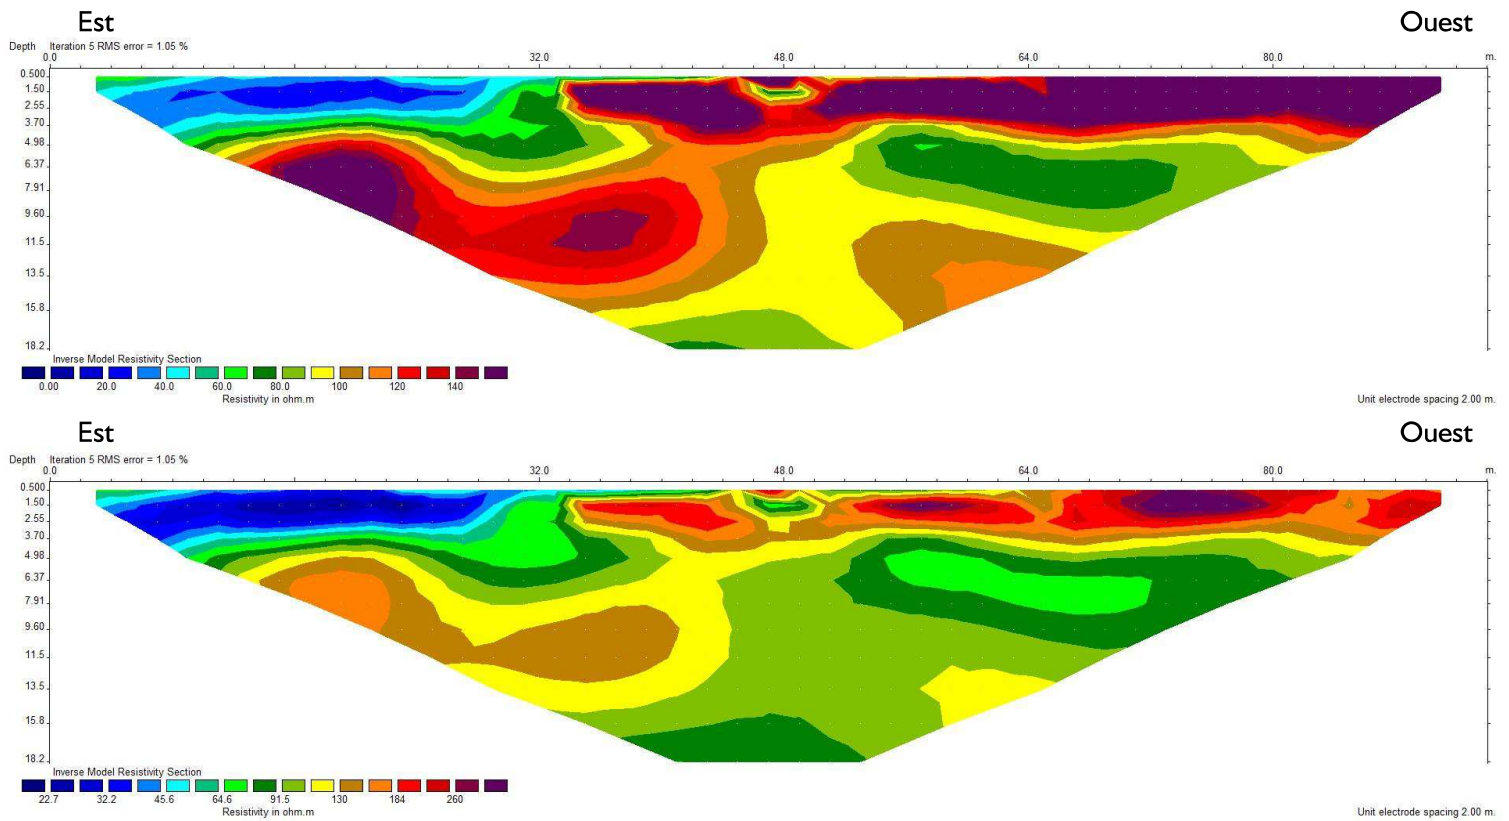 Est Ouest
Depth Iteration 5 RMS error = 1.05 %
0.0 32.0 48.0 64.0 80.0 m.
0.500
1.50
2.55
3.70
4.98
6.37
7.91
9.60
11.5
13.5
15.8
18.2
Inverse Model Resistivity Section
0.00 20.0 40.0 60.0 80.0 100 120 140
Resistivity in ohm.m Unit electrode spacing 2.00 m.
Est Ouest
Depth Iteration 5 RMS error = 1.05 %
0.0 32.0 48.0 64.0 80.0 m.
0.500
1.50
2.55
3.70
4.98
6.37
7.91
9.60
11.5
13.5
15.8
18.2
Inverse Model Resistivity Section
22.7 32.2 45.6 64.6 91.5 130 184 260
Resistivity in ohm.m Unit electrode spacing 2.00 m.